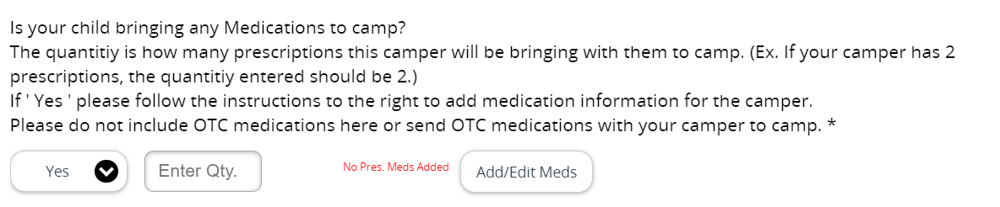 Is your child bringing any Medications to camp?
The quantitiy is how many prescriptions this camper will be bringing with them to camp. (Ex. If your camper has 2
prescriptions, the quantitiy entered should be 2.)
If ' Yes ' please follow the instructions to the right to add medication information for the camper.
Please do not include OTC medications here or send OTC medications with your camper to camp. *
Yes Enter Qty. No Pres. Meds Added Add/Edit Meds